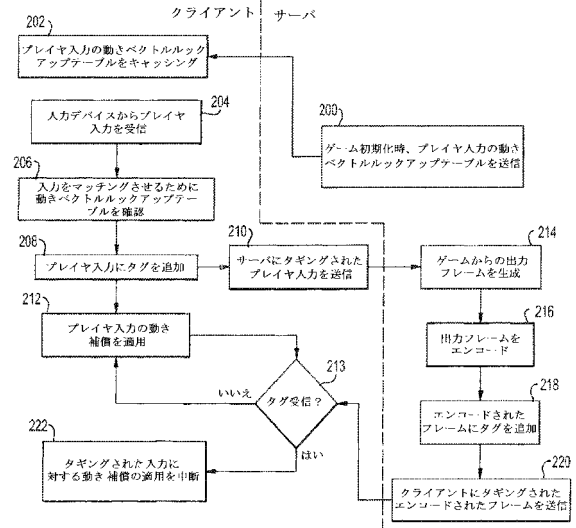 クライアント
サーバ
202
プレイヤ入力の動きベクトルルック
アップテーブルをキャッシング
204
入力デバイスからプレイヤ
入力を受信
200
ゲーム初期化時、プレイヤ入力の動き
ベクトルルックアップテーブルを送信
206
入力をマッチングさせるために
動きベクトルルックアップテー
ブルを確認
208
プレイヤ入力にタグを追加
210
サーバにタギングされた
プレイヤ入力を送信
214
ゲームからの出力
フレームを生成
212
プレイヤ入力の動き
補償を適用
216
出力フレームを
エンコード
213
タグ受信？
いいえ
はい
218
エンコードされた
フレームにタグを追加
222
タギングされた入力に
対する動き補償の適用を中断
220
クライアントにタギングされた
エンコードされたフレームを送信